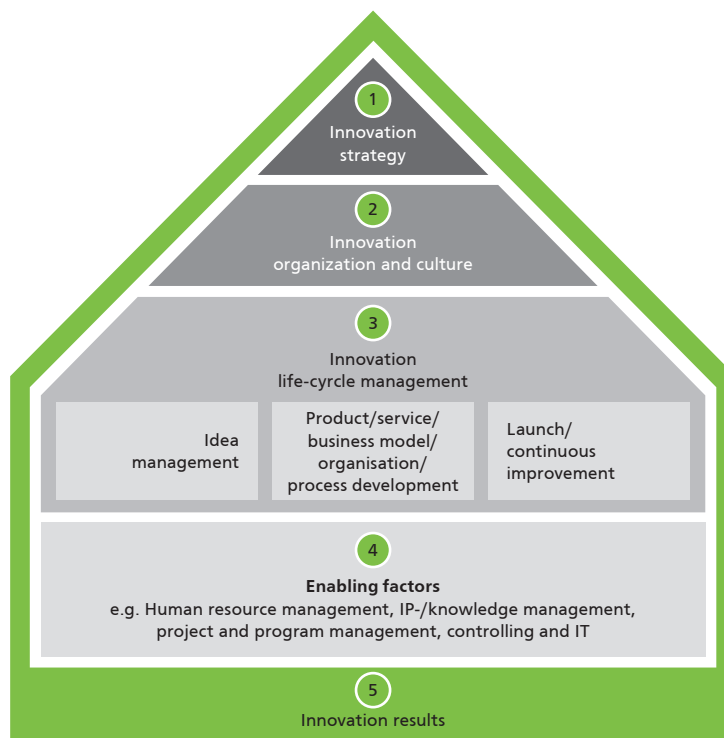 1
Innovation
strategy
2
Innovation
organization and culture
3
Innovation
life-cyrcle management
Idea
management
Product/service/
business model/
organisation/
process development
Launch/
continuous
improvement
4
Enabling factors
e.g. Human resource management, IP-/knowledge management,
project and program management, controlling and IT
5
Innovation results